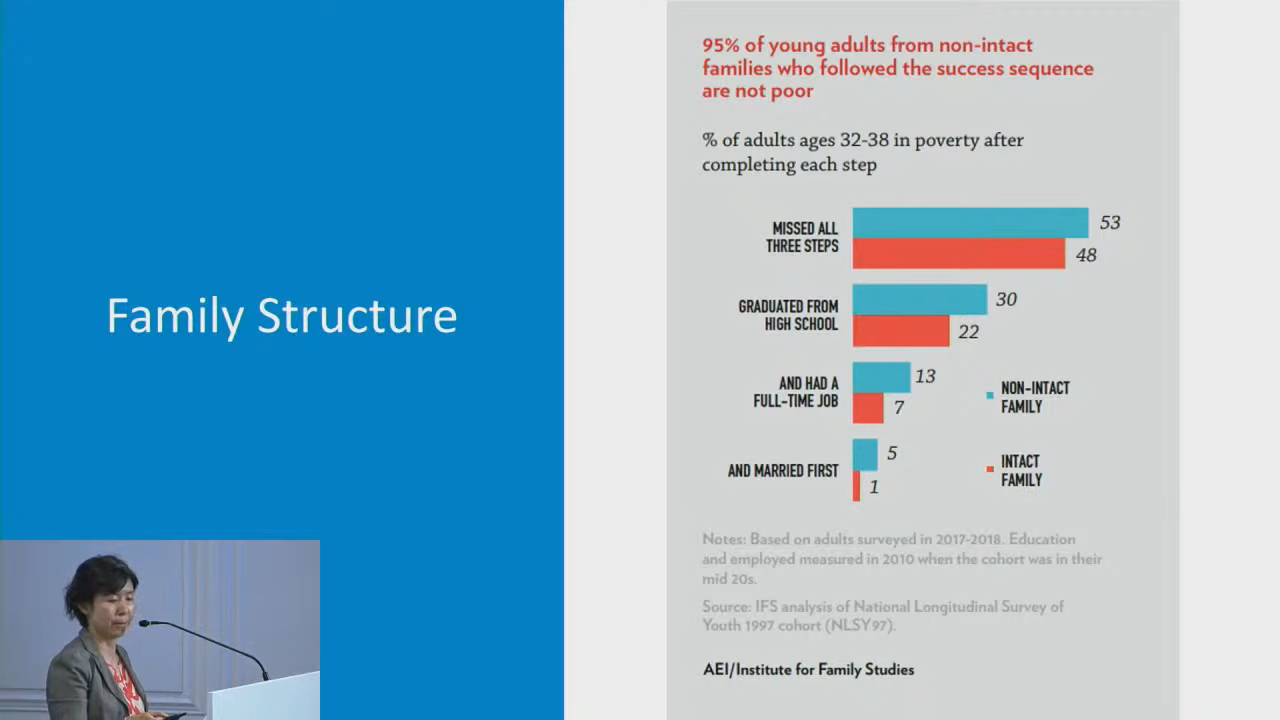 Family Structure
95% of young adults from non-intact
families who followed the success sequence
are not poor
% of adults ages 32-38 in poverty after
completing each step
MISSED ALL
THREE STEPS
53
48
GRADUATED FROM
HIGH SCHOOL
30
22
AND HAD A
FULL-TIME JOB
13
7
NON-INTACT
FAMILY
AND MARRIED FIRST
5
1
INTACT
FAMILY
Notes: Based on adults surveyed in 2017-2018. Education
and employed measured in 2010 when the cohort was in their
mid 20s.
Source: IFS analysis of National Longitudinal Survey of
Youth 1997 cohort (NLSY97).
AEI/Institute for Family Studies